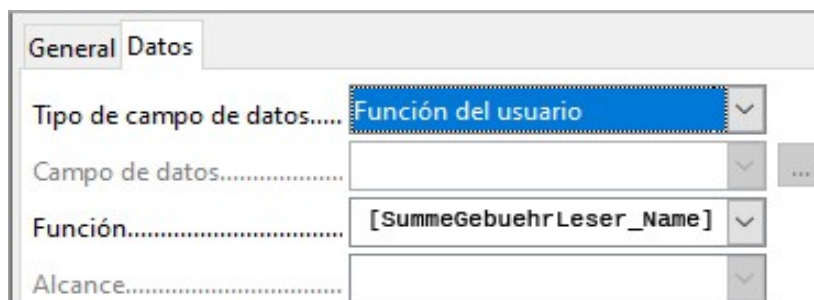 General Datos
Tipo de campo de datos..... Función del usuario
Campo de datos................... ...
Función................................. [SummeGebuehrLeser_Name]
Alcance.................................